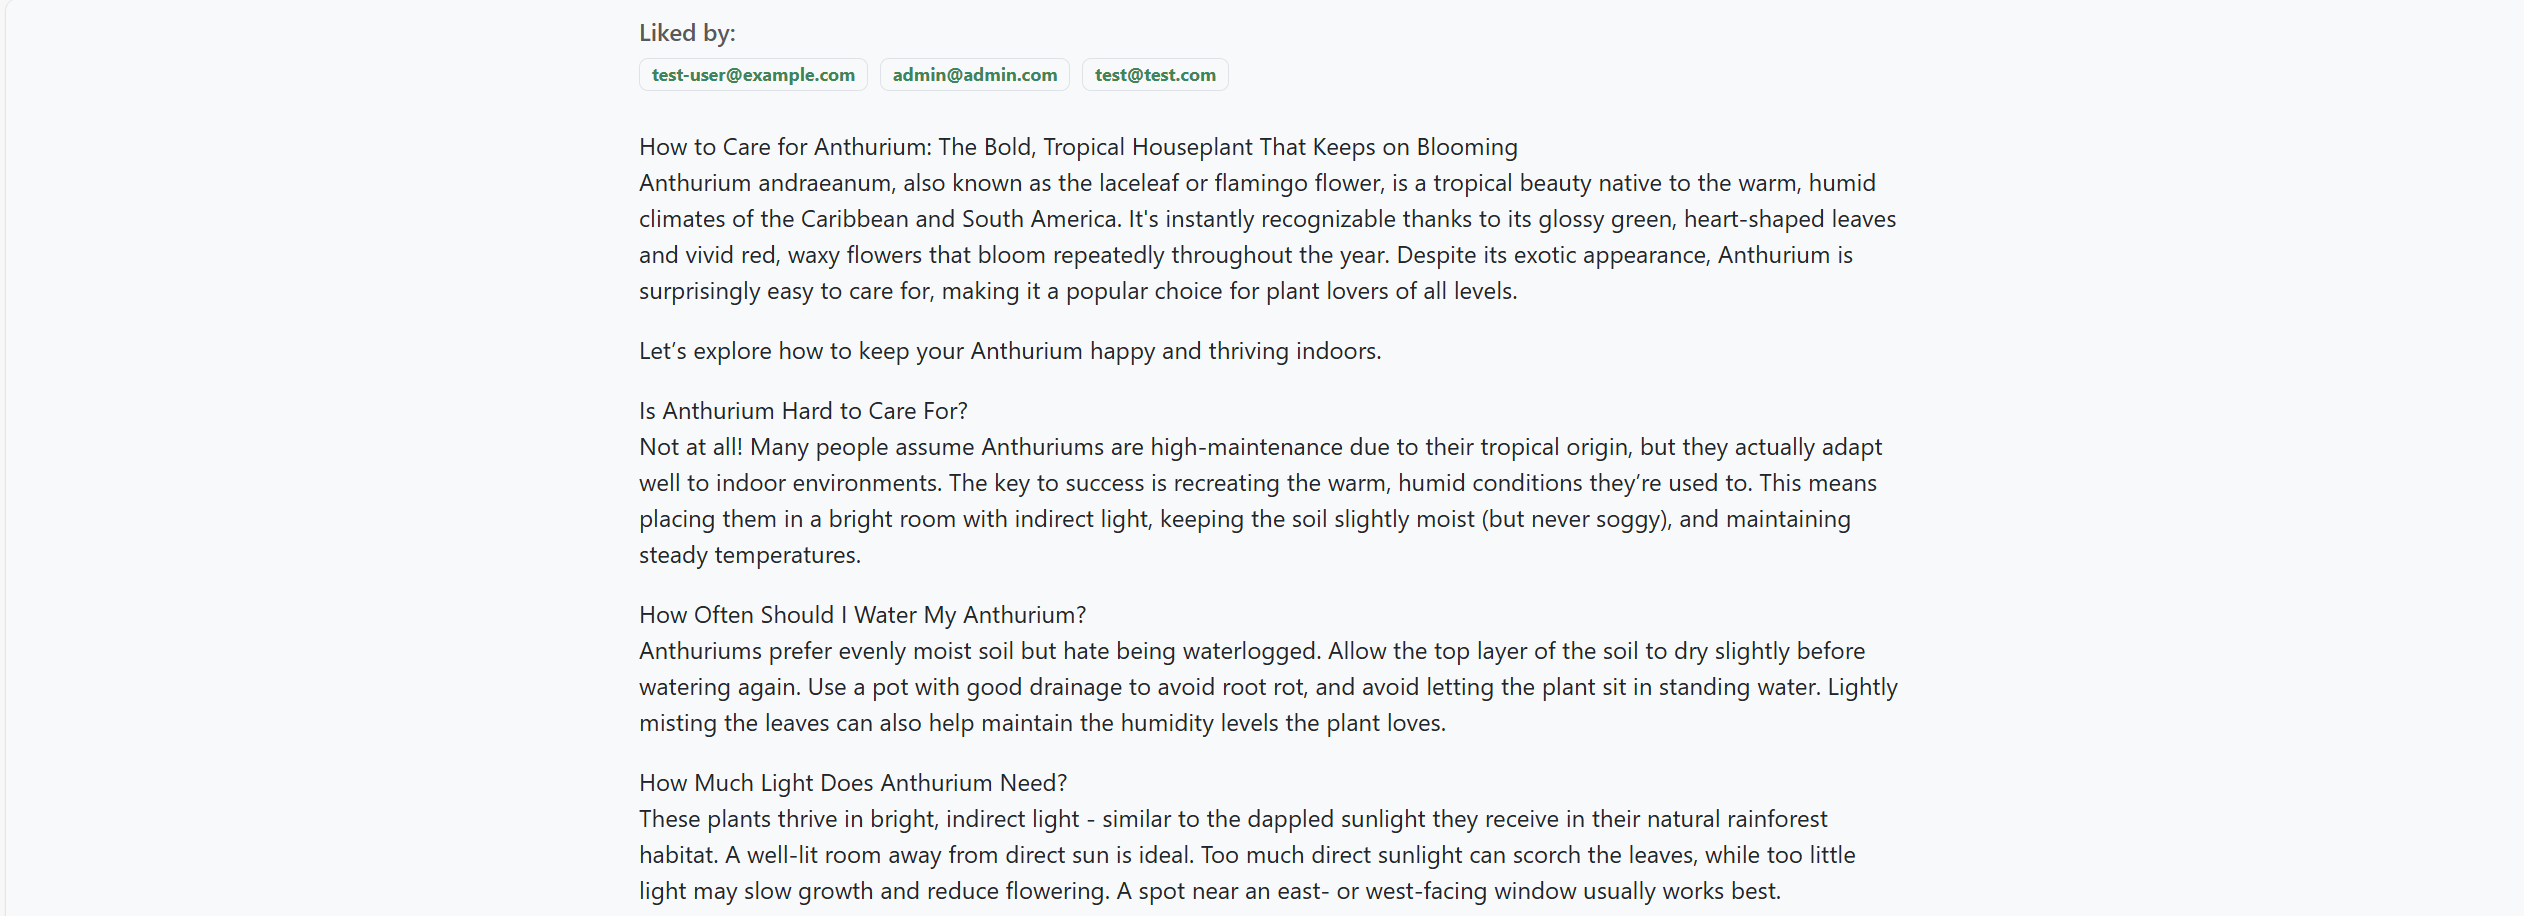 Liked by:
test-user@example.com admin@admin.com test@test.com
How to Care for Anthurium: The Bold, Tropical Houseplant That Keeps on Blooming
Anthurium andraeanum, also known as the laceleaf or flamingo flower, is a tropical beauty native to the warm, humid
climates of the Caribbean and South America. It's instantly recognizable thanks to its glossy green, heart-shaped leaves
and vivid red, waxy flowers that bloom repeatedly throughout the year. Despite its exotic appearance, Anthurium is
surprisingly easy to care for, making it a popular choice for plant lovers of all levels.
Let’s explore how to keep your Anthurium happy and thriving indoors.
Is Anthurium Hard to Care For?
Not at all! Many people assume Anthuriums are high-maintenance due to their tropical origin, but they actually adapt
well to indoor environments. The key to success is recreating the warm, humid conditions they’re used to. This means
placing them in a bright room with indirect light, keeping the soil slightly moist (but never soggy), and maintaining
steady temperatures.
How Often Should I Water My Anthurium?
Anthuriums prefer evenly moist soil but hate being waterlogged. Allow the top layer of the soil to dry slightly before
watering again. Use a pot with good drainage to avoid root rot, and avoid letting the plant sit in standing water. Lightly
misting the leaves can also help maintain the humidity levels the plant loves.
How Much Light Does Anthurium Need?
These plants thrive in bright, indirect light - similar to the dappled sunlight they receive in their natural rainforest
habitat. A well-lit room away from direct sun is ideal. Too much direct sunlight can scorch the leaves, while too little
light may slow growth and reduce flowering. A spot near an east- or west-facing window usually works best.